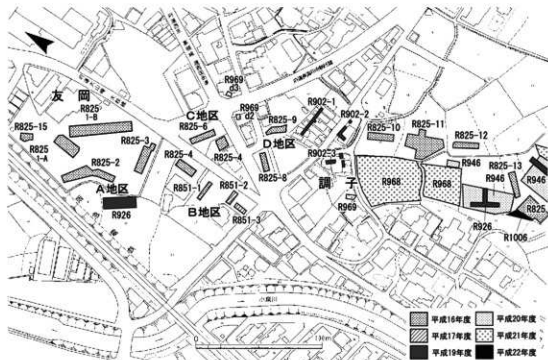 友 岡
R825
1-B
R825-15
R825
1-A
R825-2
R825-3
A地区
R926
C地区
R825-6
R825-4
R825-4
R851-1
R851-2
B地区
R851-3
R969
d3
R969
d2
R825-9
D地区
R825-8
R902-1
R902-2
R902-3
調 子
R969
R825-10
R825-11
R825-12
R946
R968
R968
R946
R825-13
R946
R926
R825
R1006
小泉川
平成16年度
平成17年度
平成19年度
平成20年度
平成21年度
平成22年度